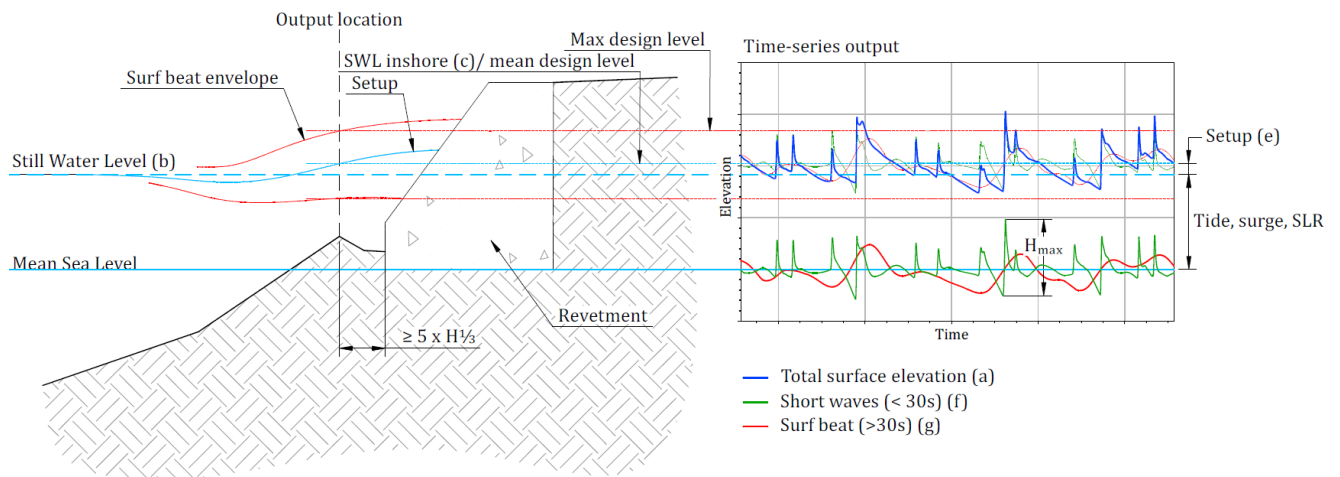 Output location
Max design level
SWL inshore (c)/ mean design level
Time-series output
Surf beat envelope
Setup
Setup (e)
Still Water Level (b)
Elevation
Tide, surge, SLR
Hmax
Mean Sea Level
Revetment
≥ 5 x H⅓
Time
Total surface elevation (a)
Short waves (< 30s) (f)
Surf beat (>30s) (g)